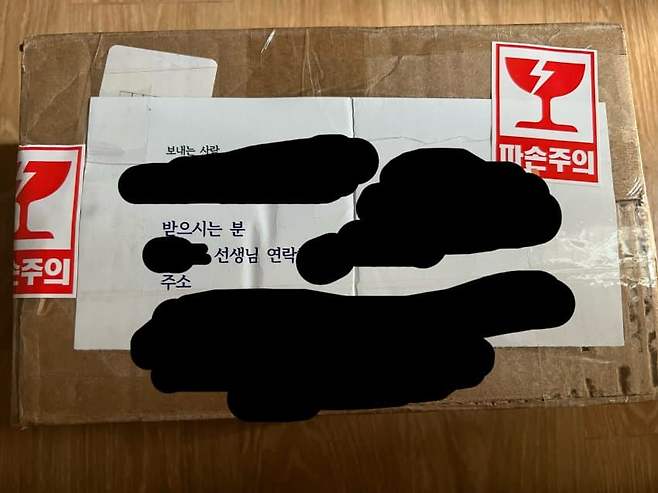 보내는 사람
파손주의
받으시는 분
선생님 연락
손주의
주소